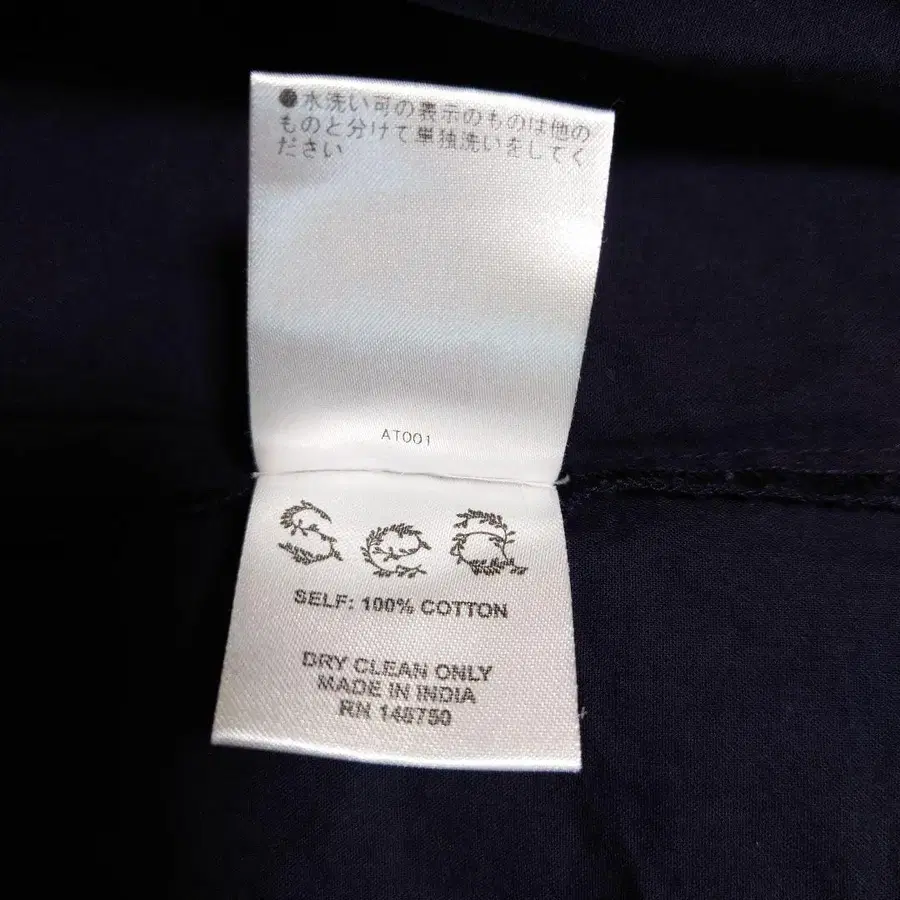 ●水洗い可の表示のものは他の
ものと分けて単独洗いをしてく
ださい
AT001
Sea
SELF: 100% COTTON
DRY CLEAN ONLY
MADE IN INDIA
RN 148750